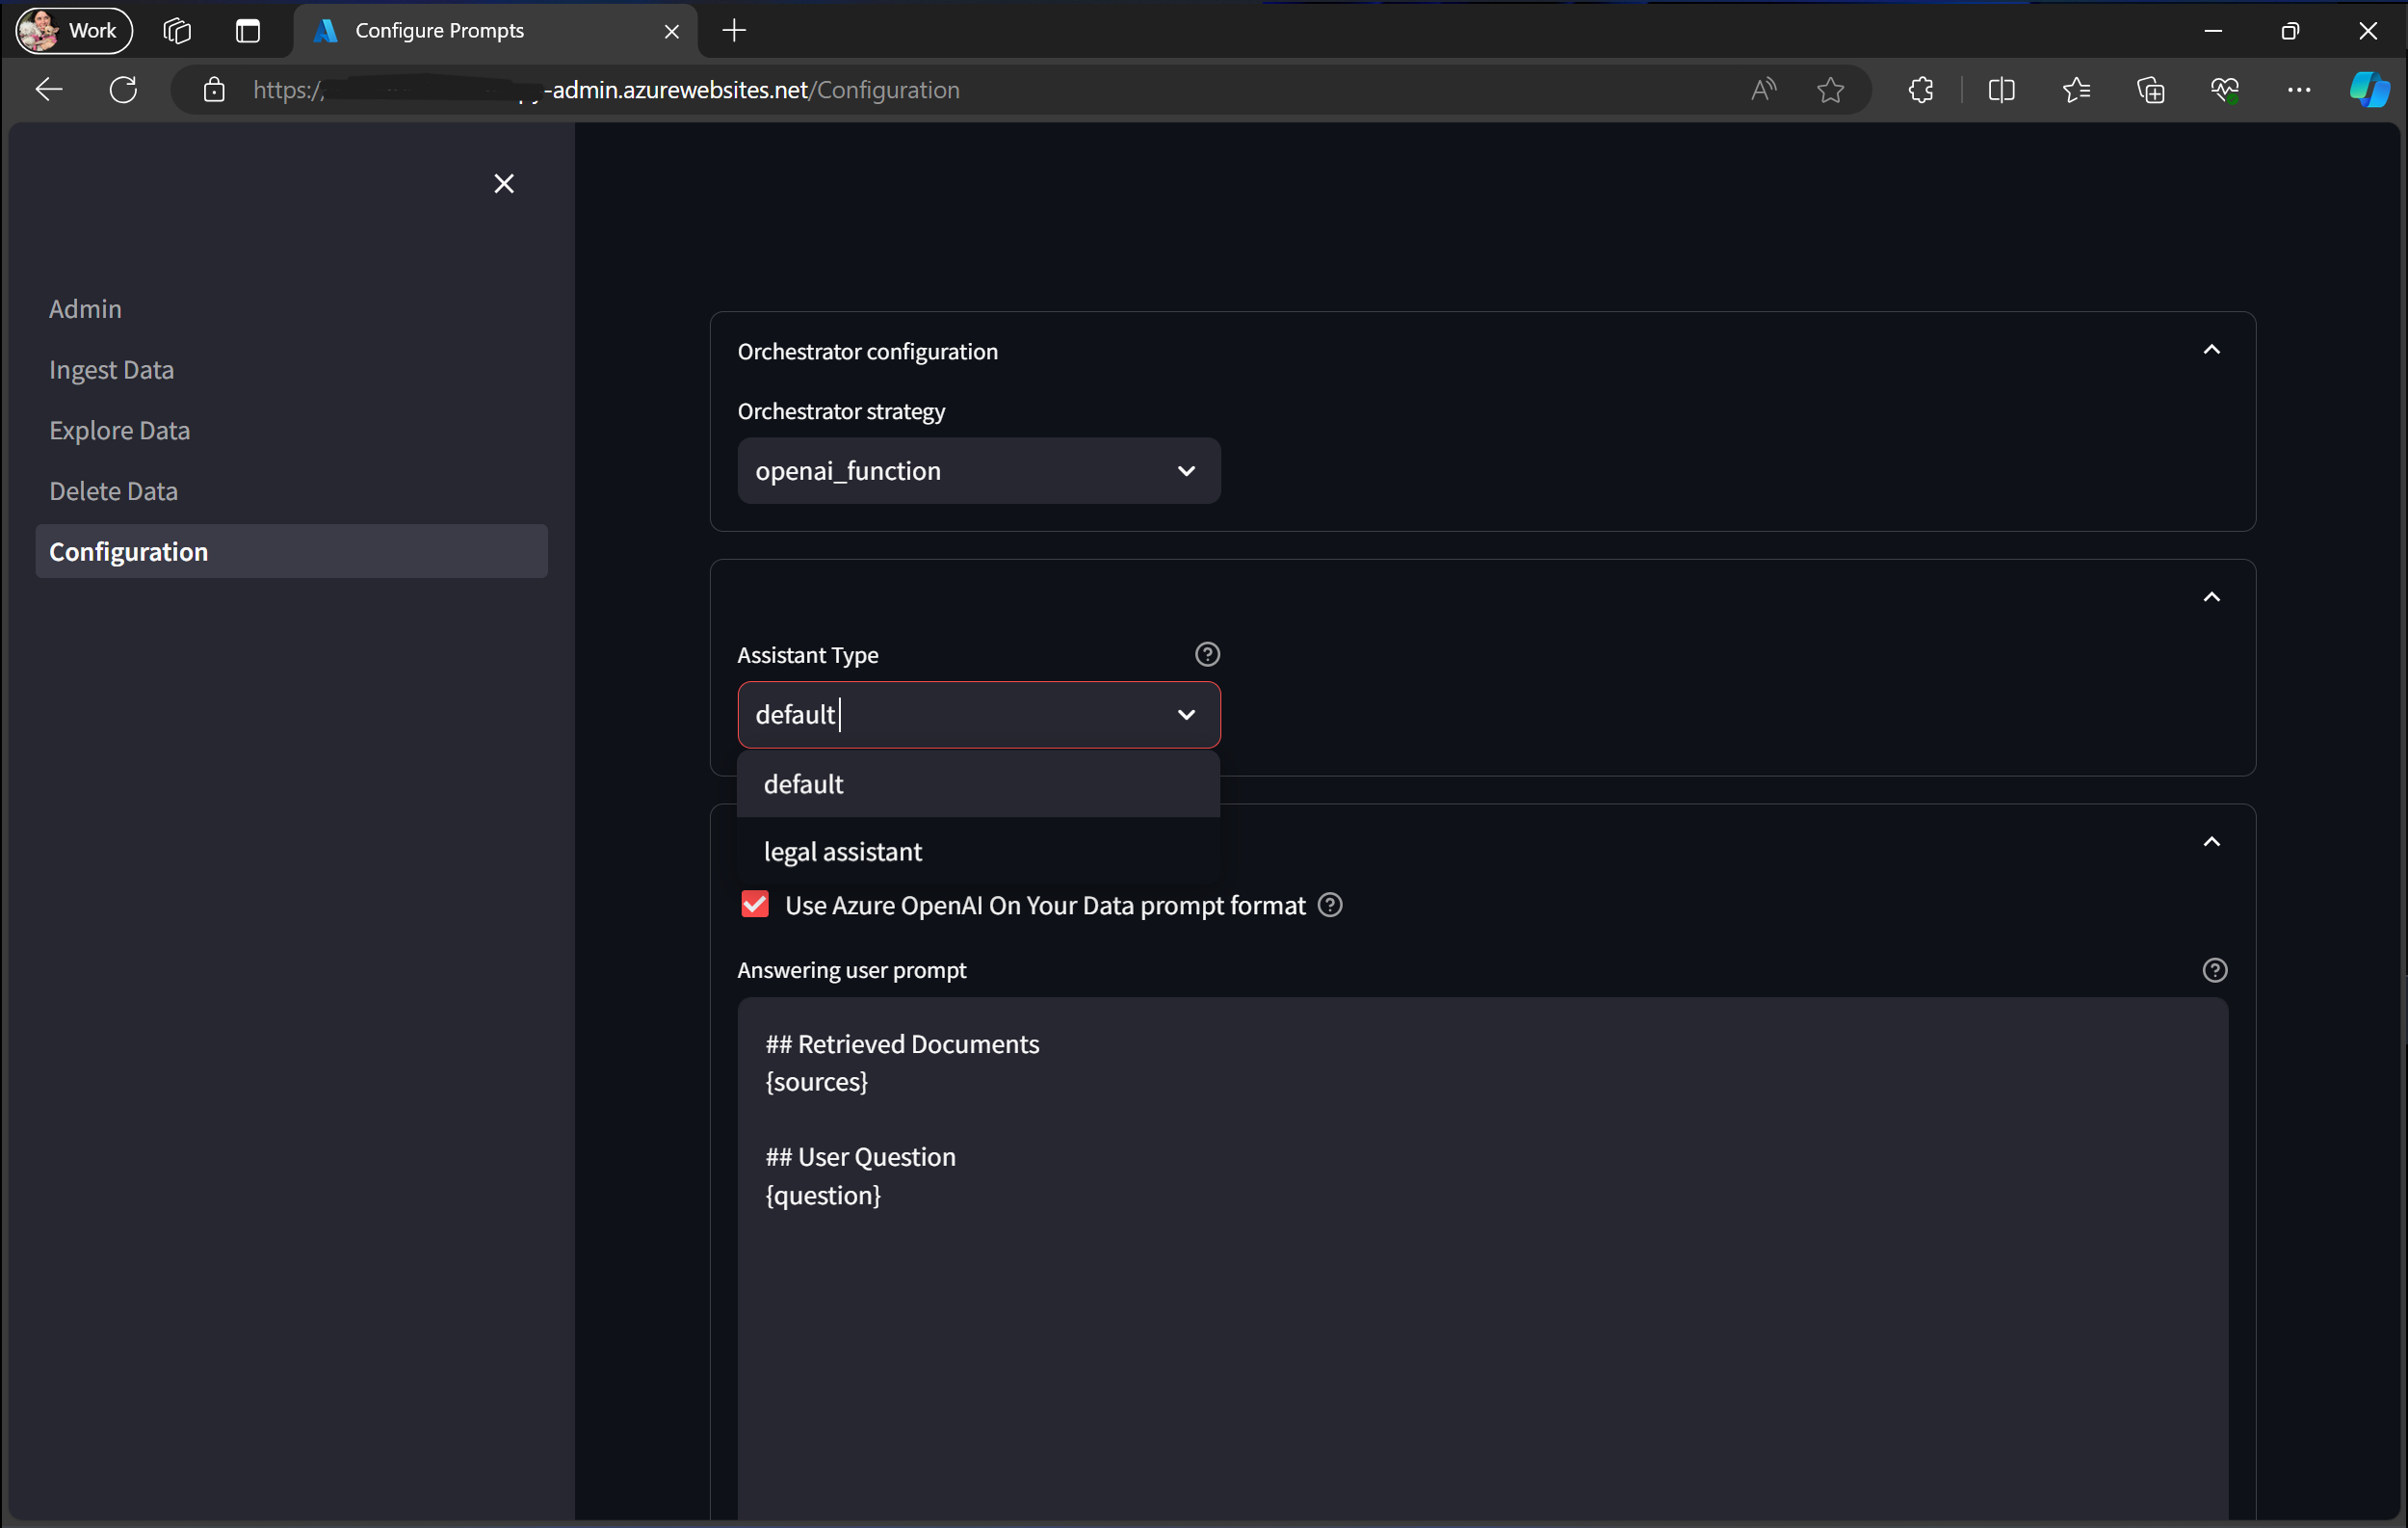 Work
Configure Prompts
https:/
-admin.azurewebsites.net/Configuration
Admin
Ingest Data
Explore Data
Delete Data
Configuration
Orchestrator configuration
Orchestrator strategy
openai_function
Assistant Type
default
default
legal assistant
Use Azure OpenAI On Your Data prompt format
Answering user prompt
## Retrieved Documents
{sources}
## User Question
{question}